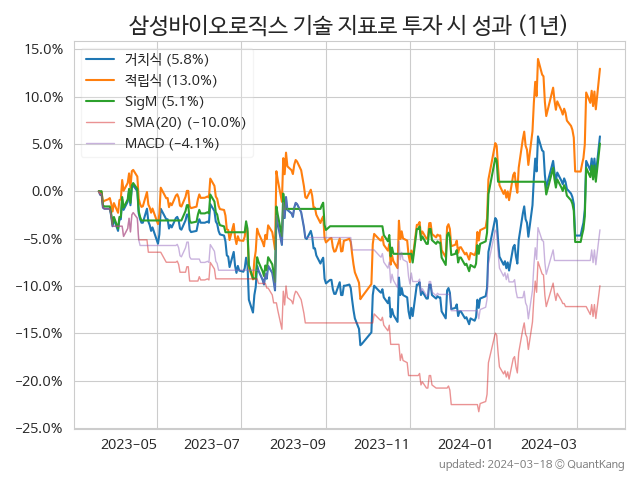 삼성바이오로직스 기술 지표로 투자 시 성과 (1년)
15.0%
10.0%
5.0%
0.0%
−5.0%
−10.0%
−15.0%
−20.0%
−25.0%
거치식 (5.8%)
적립식 (13.0%)
SigM (5.1%)
SMA(20) (−10.0%)
MACD (−4.1%)
2023-05 2023-07 2023-09 2023-11 2024-01 2024-03
updated: 2024-03-18 © QuantKang